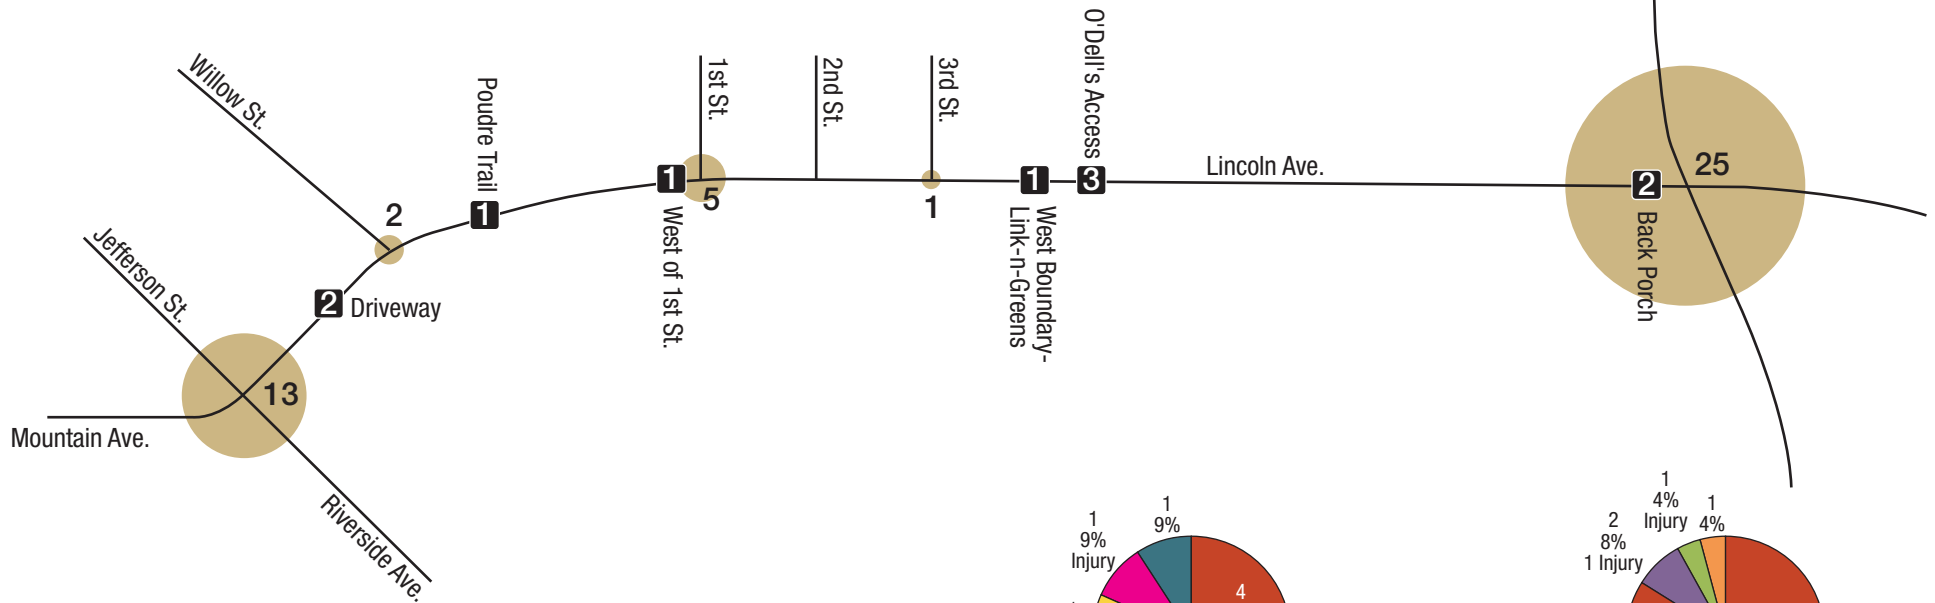 Willow St.
Poudre Trail
1st St.
2nd St.
3rd St.
O'Dell's Access
Lincoln Ave.
25
2
Back Porch
1
5
West of 1st St.
1
1
West Boundary-
Link-n-Greens
3
1
2
Jefferson St.
2
Driveway
13
Mountain Ave.
Riverside Ave.
1
9%
Injury
1
9%
4
2
8%
1 Injury
1
4%
Injury
1
4%